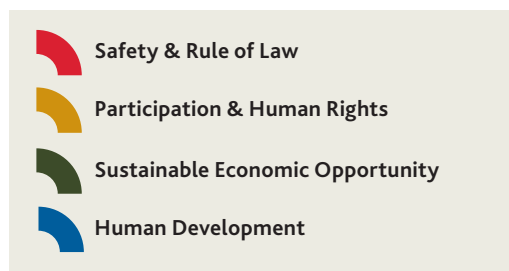 Safety & Rule of Law
Participation & Human Rights
Sustainable Economic Opportunity
Human Development